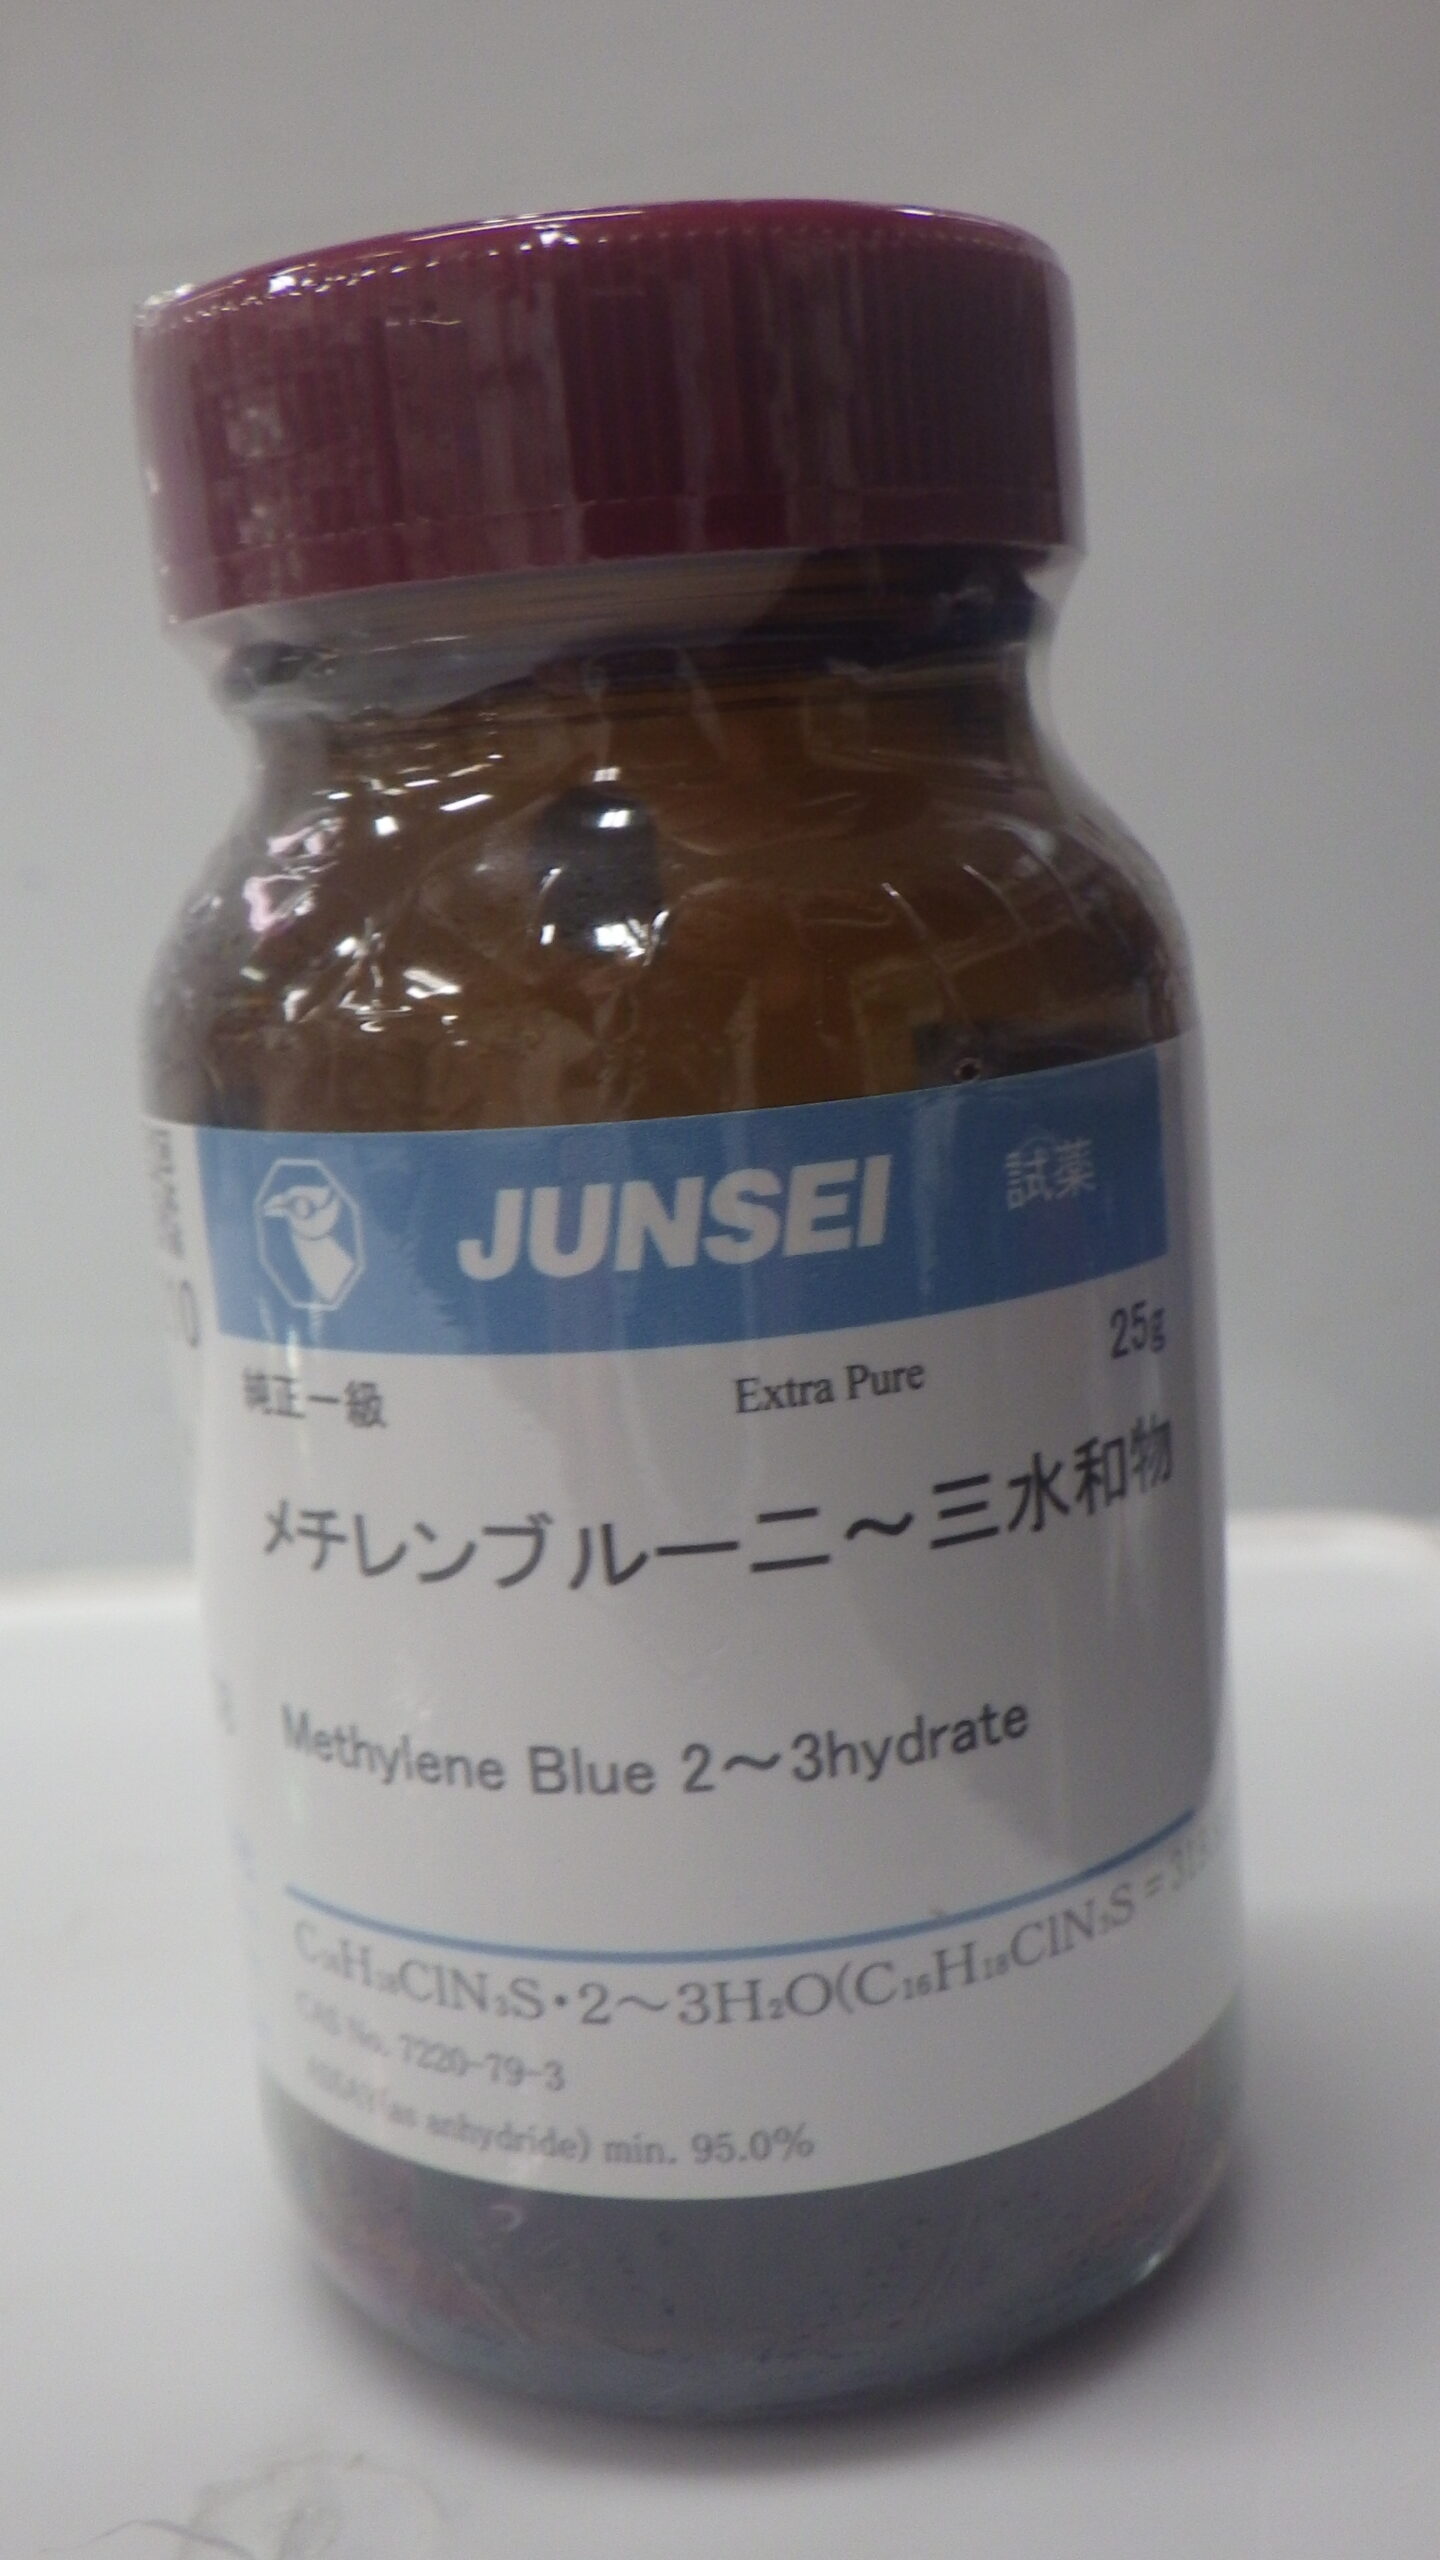 JUNSEI 試薬
25g
純正一級 Extra Pure
メチレンブルー二～三水和物
Methylene Blue 2～3hydrate
C₁₆H₁₈ClN₃S・2～3H₂O(C₁₆H₁₈ClN₃S =
CAS No. 7220-79-3
ASSAY(as anhydride) min. 95.0%